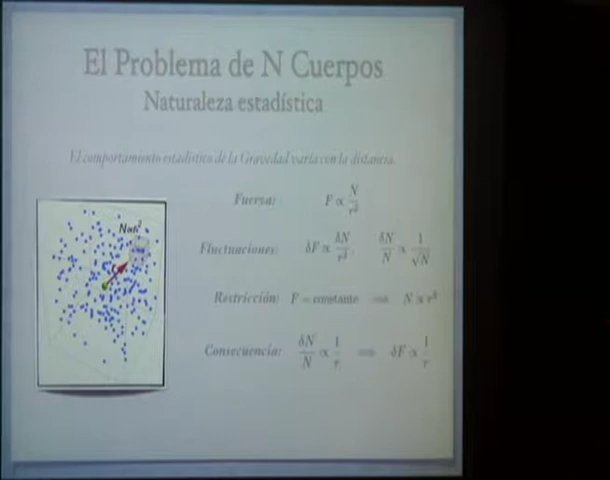 El Problema de N Cuerpos
Naturaleza estadística
El comportamiento estadístico de la Gravedad varía con la distancia
Fuerza: F ∝ N/r²
Fluctuaciones: δF ∝ δN/r², δN/N ∝ 1/√N
Restricción: F = constante ⟹ N ∝ r²
Consecuencia: δN/N ∝ 1/r ⟹ δF ∝ 1/r